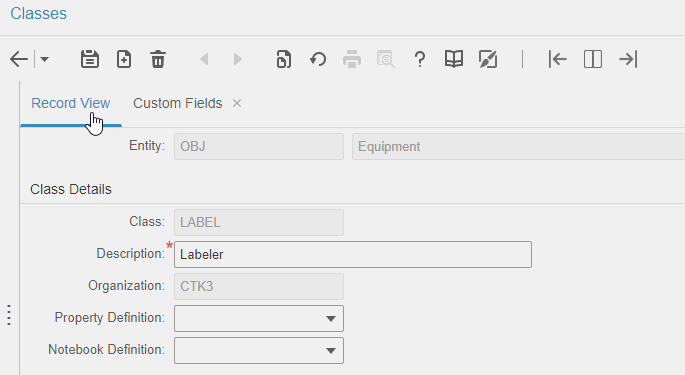 Classes
Record View Custom Fields ×
Entity: OBJ Equipment
Class Details
Class: LABEL
Description: * Labeler
Organization: CTK3
Property Definition:
Notebook Definition: